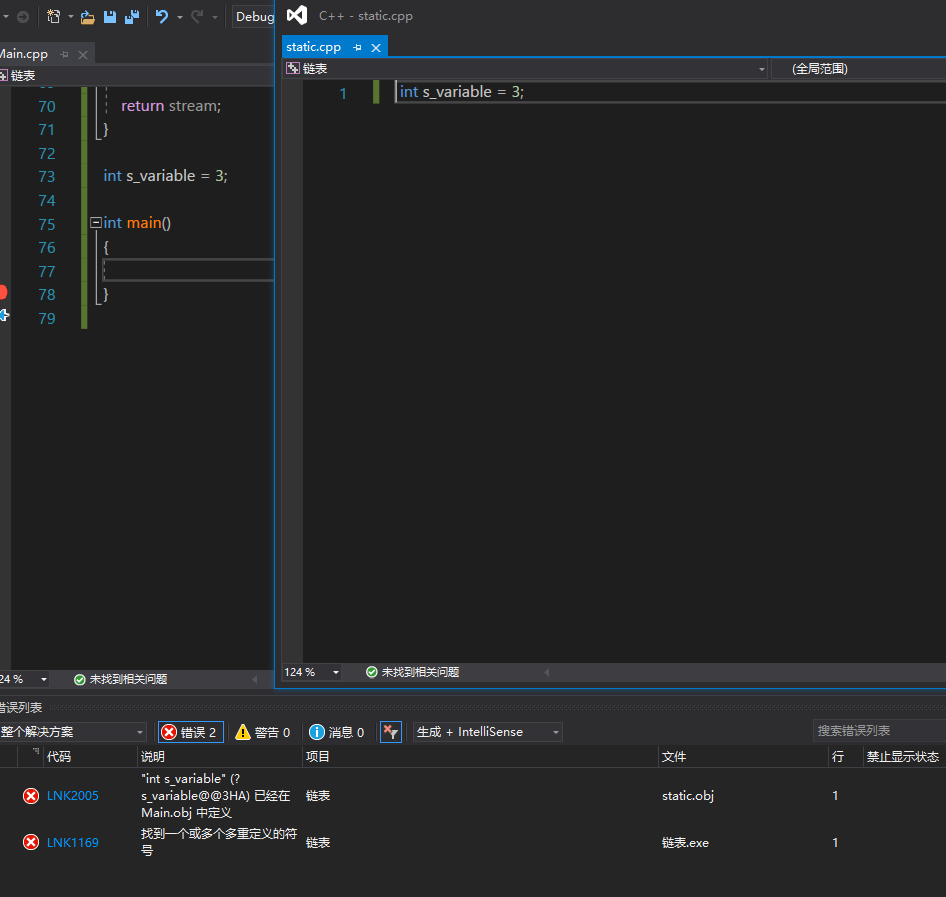 Debug
C++ - static.cpp
Main.cpp
static.cpp
链表
链表
(全局范围)
70 return stream;
71 }
72
73 int s_variable = 3;
74
75 int main()
76 {
77
78 }
79
1 int s_variable = 3;
24 %
未找到相关问题
124 %
未找到相关问题
错误列表
整个解决方案
错误 2
警告 0
消息 0
生成 + IntelliSense
搜索错误列表
代码 说明 项目 文件 行 禁止显示状态
LNK2005 "int s_variable" (?
s_variable@@3HA) 已经在
Main.obj 中定义
链表 static.obj 1
LNK1169 找到一个或多个多重定义的符
号
链表 链表.exe 1